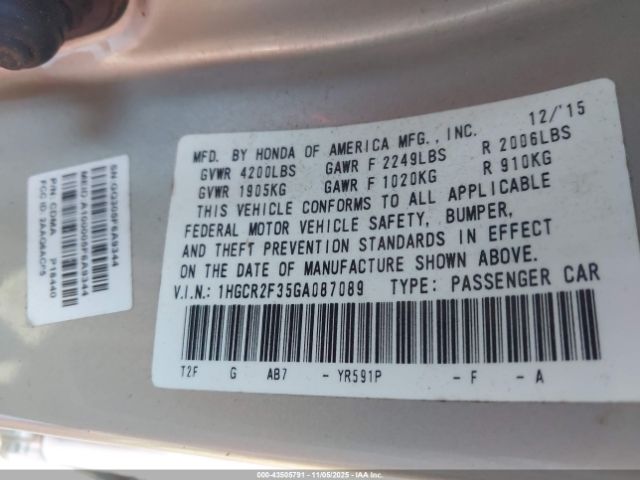 12/'15
MFD. BY HONDA OF AMERICA MFG., INC.
GVWR 4200LBS GAWR F 2249LBS R 2006LBS
GVWR 1905KG GAWR F 1020KG R 910KG
THIS VEHICLE CONFORMS TO ALL APPLICABLE
FEDERAL MOTOR VEHICLE SAFETY, BUMPER,
AND THEFT PREVENTION STANDARDS IN EFFECT
ON THE DATE OF MANUFACTURE SHOWN ABOVE.
V.I.N.: 1HGCR2F35GA087089 TYPE: PASSENGER CAR
T2F G AB7 - YR591P - F - A
P/N CDMA P15440
000-43505791 - 11/05/2025 - IAA Inc.